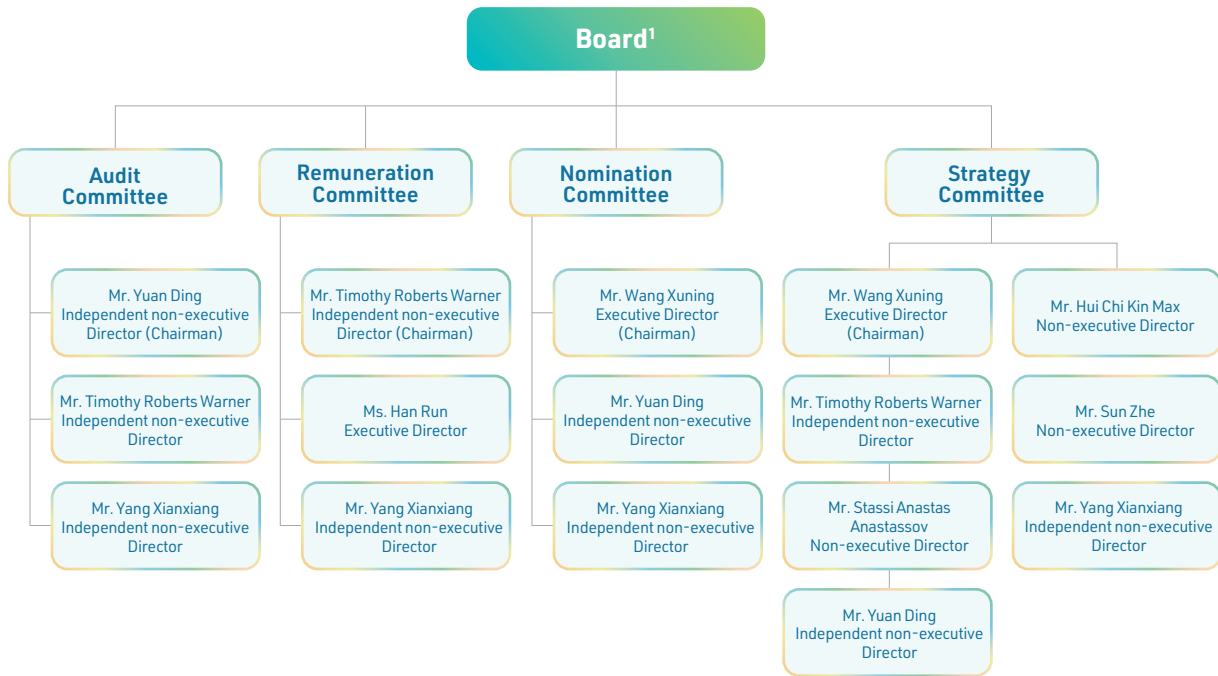 Board¹
Audit
Committee
Remuneration
Committee
Nomination
Committee
Strategy
Committee
Mr. Yuan Ding
Independent non-executive
Director (Chairman)
Mr. Timothy Roberts Warner
Independent non-executive
Director
Mr. Yang Xianxiang
Independent non-executive
Director
Mr. Timothy Roberts Warner
Independent non-executive
Director (Chairman)
Ms. Han Run
Executive Director
Mr. Yang Xianxiang
Independent non-executive
Director
Mr. Wang Xuning
Executive Director
(Chairman)
Mr. Yuan Ding
Independent non-executive
Director
Mr. Yang Xianxiang
Independent non-executive
Director
Mr. Wang Xuning
Executive Director
(Chairman)
Mr. Timothy Roberts Warner
Independent non-executive
Director
Mr. Stassi Anastas
Anastassov
Non-executive Director
Mr. Yuan Ding
Independent non-executive
Director
Mr. Hui Chi Kin Max
Non-executive Director
Mr. Sun Zhe
Non-executive Director
Mr. Yang Xianxiang
Independent non-executive
Director